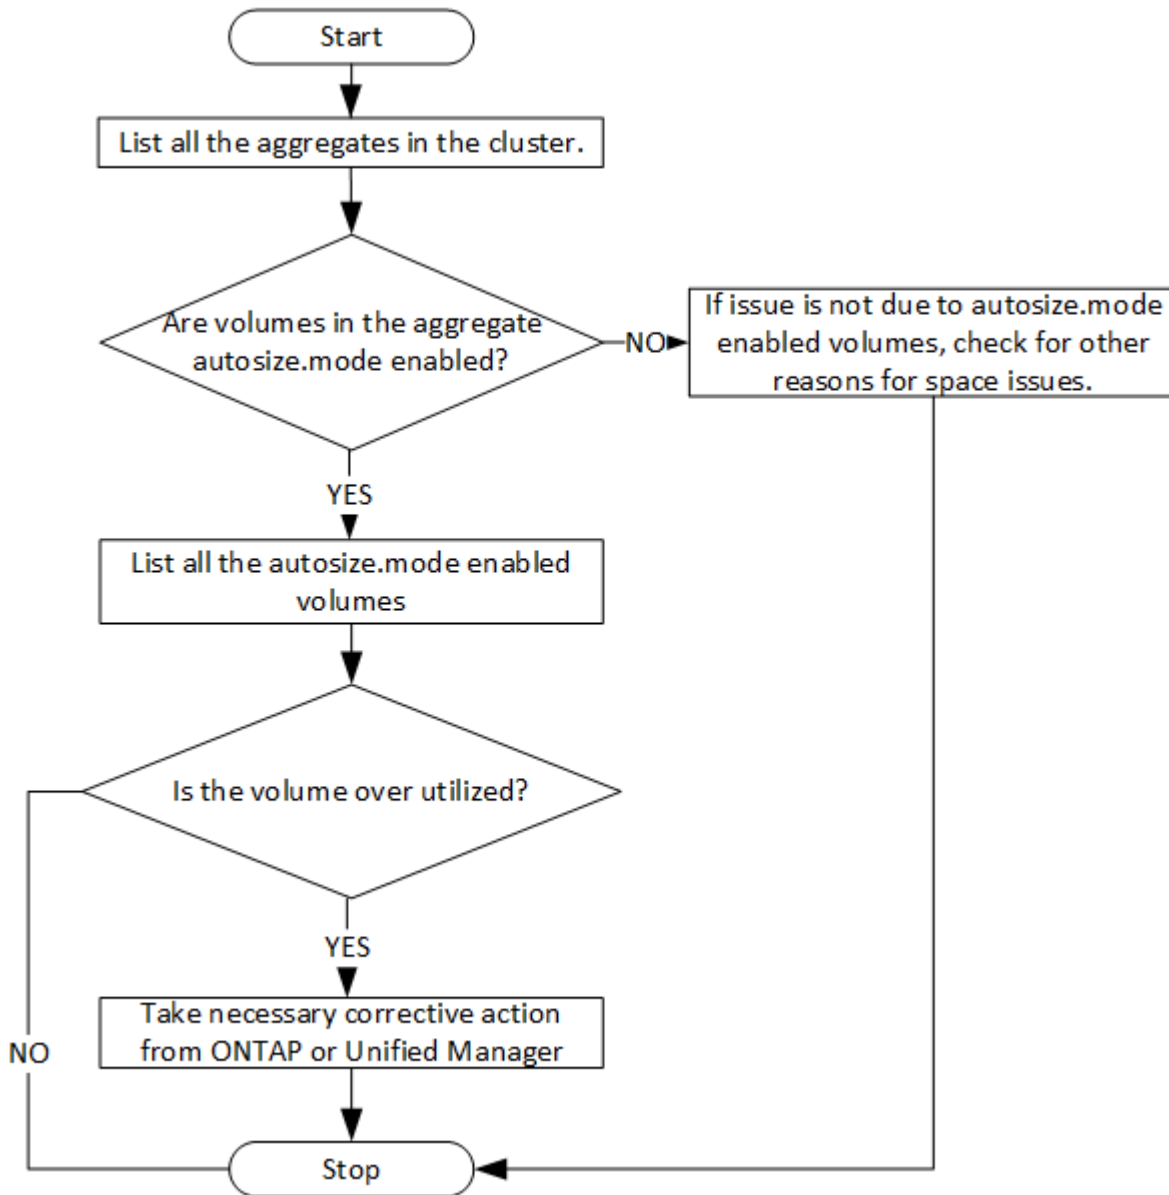 Start
List all the aggregates in the cluster.
Are volumes in the aggregate
autosize.mode enabled?
NO
If issue is not due to autosize.mode
enabled volumes, check for other
reasons for space issues.
YES
List all the autosize.mode enabled
volumes
Is the volume over utilized?
YES
Take necessary corrective action
from ONTAP or Unified Manager
NO
Stop